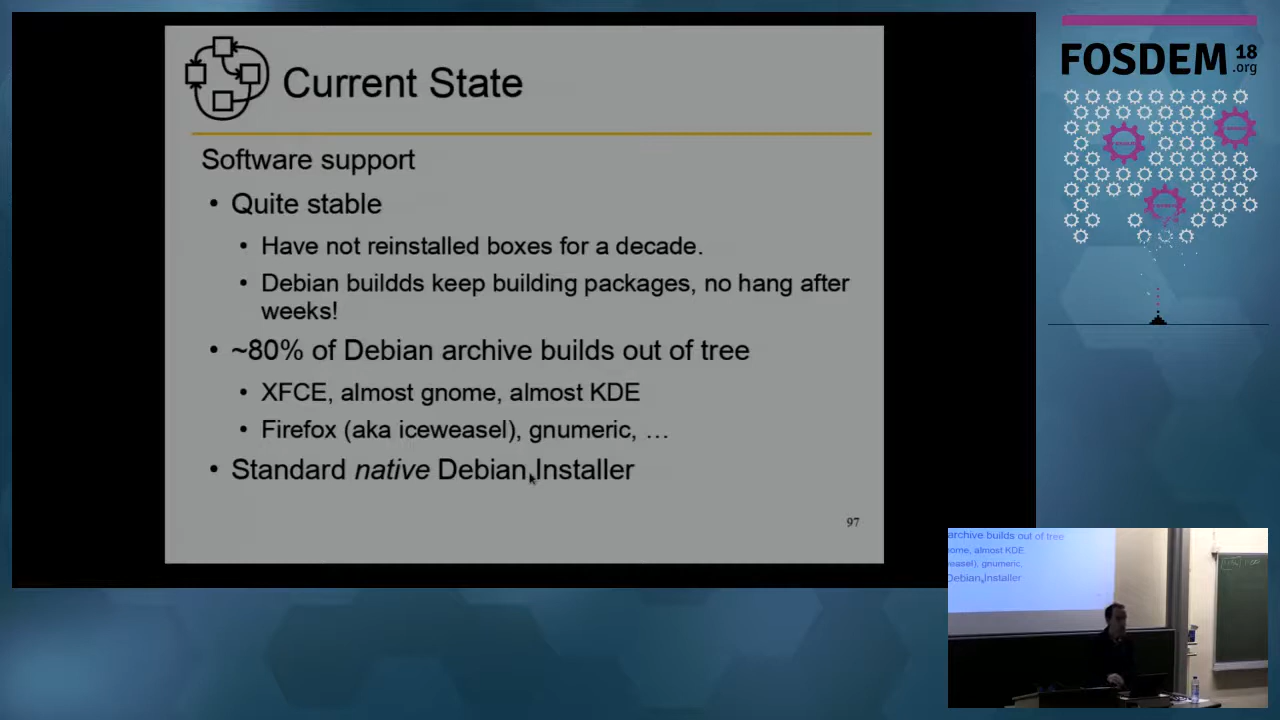 Current State
Software support
• Quite stable
• Have not reinstalled boxes for a decade.
• Debian buildds keep building packages, no hang after
weeks!
• ~80% of Debian archive builds out of tree
• XFCE, almost gnome, almost KDE
• Firefox (aka iceweasel), gnumeric, …
• Standard native Debian Installer
97
FOSDEM 18
.org
archive builds out of tree
ome, almost KDE
easel), gnumeric,
Debian Installer